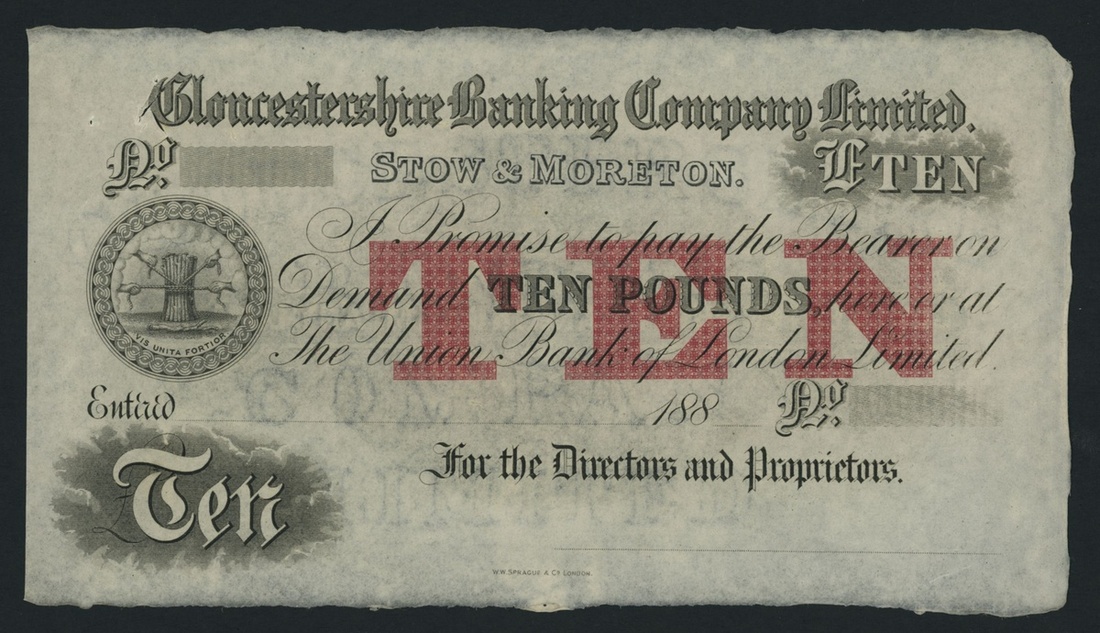 Gloucestershire Banking Company Limited.
No. STOW & MORETON. £TEN
I Promise to pay the Bearer on
Demand TEN POUNDS, here or at
The Union Bank of London Limited.
TEN
VIS UNITA FORTIOR
Entered 188 No.
£Ten
For the Directors and Proprietors.
W.W. SPRAGUE & Co. LONDON.